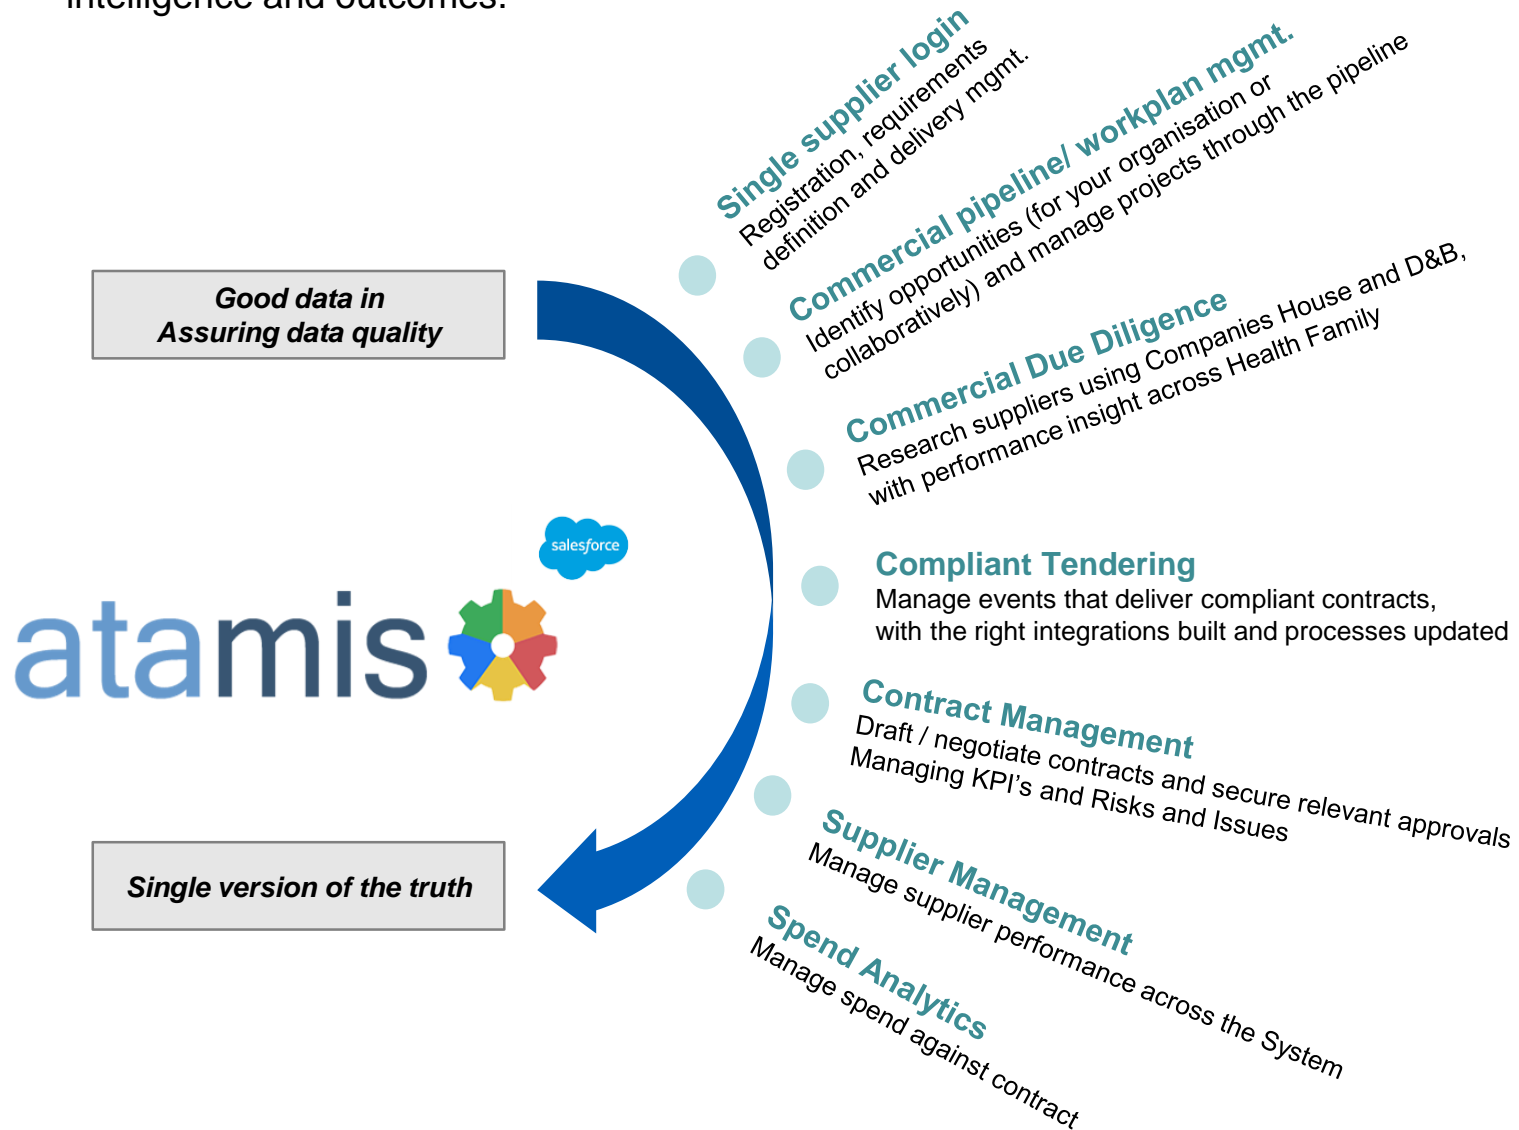 intelligence and outcomes.
Single supplier login
Registration, requirements
definition and delivery mgmt.
Commercial pipeline/ workplan mgmt.
Identify opportunities (for your organisation or
collaboratively) and manage projects through the pipeline
Good data in
Assuring data quality
Commercial Due Diligence
Research suppliers using Companies House and D&B,
with performance insight across Health Family
salesforce
atamis
Compliant Tendering
Manage events that deliver compliant contracts,
with the right integrations built and processes updated
Contract Management
Draft / negotiate contracts and secure relevant approvals
Managing KPI's and Risks and Issues
Single version of the truth
Supplier Management
Manage supplier performance across the System
Spend Analytics
Manage spend against contract